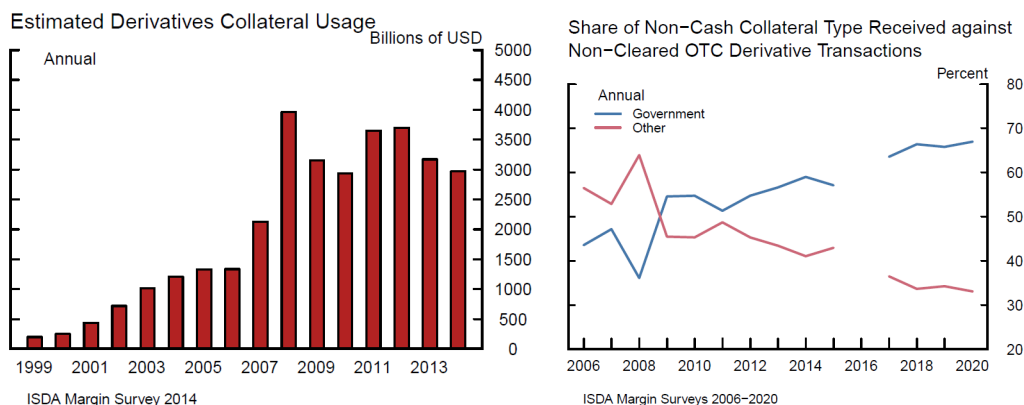 Estimated Derivatives Collateral Usage
Billions of USD
Annual
5000
4500
4000
3500
3000
2500
2000
1500
1000
500
0
1999 2001 2003 2005 2007 2009 2011 2013
ISDA Margin Survey 2014
Share of Non−Cash Collateral Type Received against
Non−Cleared OTC Derivative Transactions
Percent
Annual
Government
Other
80
70
60
50
40
30
20
2006 2008 2010 2012 2014 2016 2018 2020
ISDA Margin Surveys 2006−2020